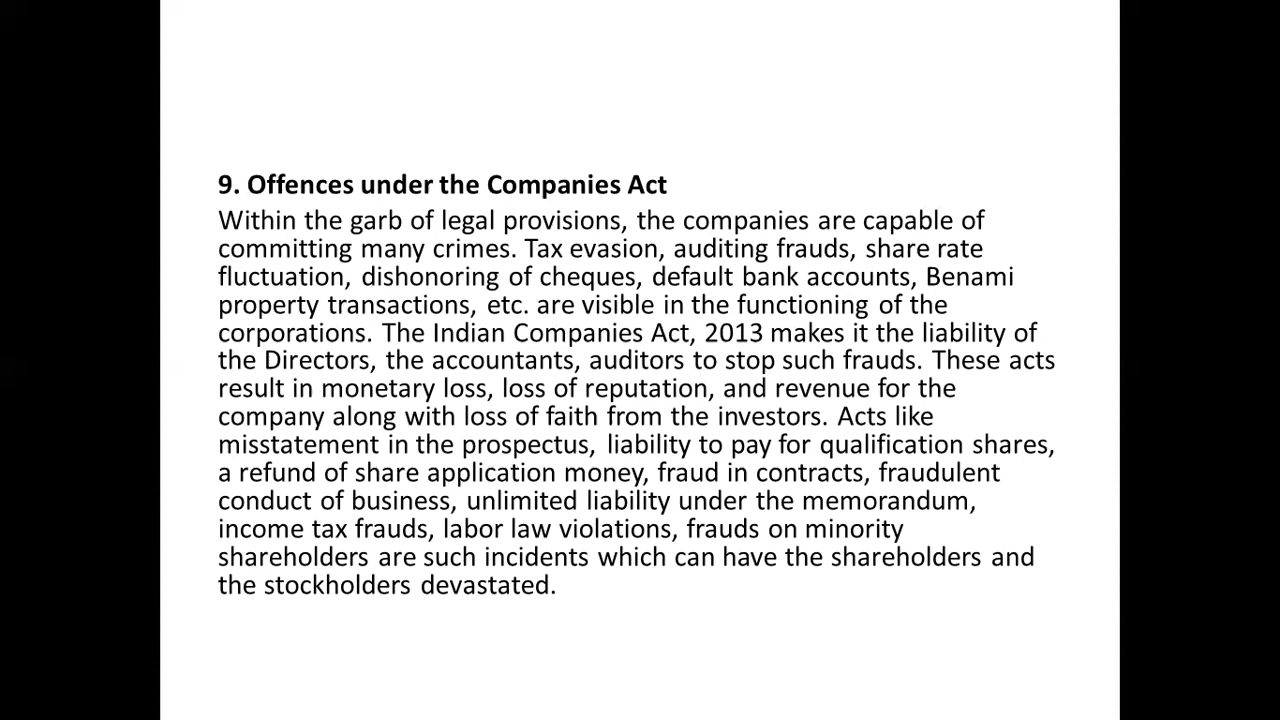 9. Offences under the Companies Act
Within the garb of legal provisions, the companies are capable of
committing many crimes. Tax evasion, auditing frauds, share rate
fluctuation, dishonoring of cheques, default bank accounts, Benami
property transactions, etc. are visible in the functioning of the
corporations. The Indian Companies Act, 2013 makes it the liability of
the Directors, the accountants, auditors to stop such frauds. These acts
result in monetary loss, loss of reputation, and revenue for the
company along with loss of faith from the investors. Acts like
misstatement in the prospectus, liability to pay for qualification shares,
a refund of share application money, fraud in contracts, fraudulent
conduct of business, unlimited liability under the memorandum,
income tax frauds, labor law violations, frauds on minority
shareholders are such incidents which can have the shareholders and
the stockholders devastated.